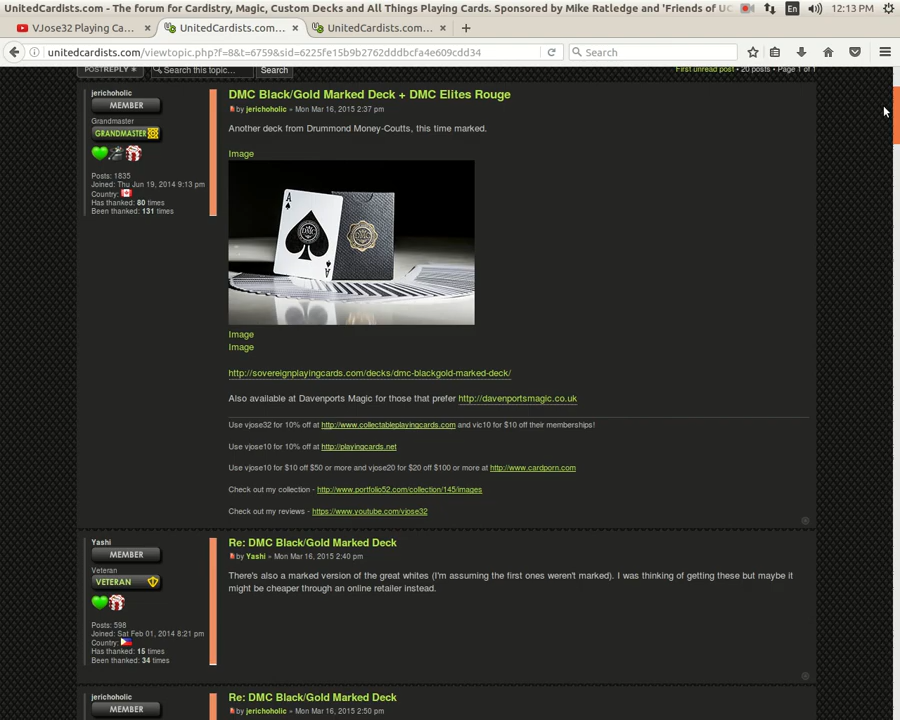 UnitedCardists.com - The forum for Cardistry, Magic, Custom Decks and All Things Playing Cards. Sponsored by Mike Ratledge and 'Friends of UC
En 12:13 PM
VJose32 Playing Ca... × UnitedCardists.com... × UnitedCardists.com... × +
unitedcardists.com/viewtopic.php?f=8&t=6759&sid=6225fe15b9b2762dddbcfa4e609cdd34 Search
POSTREPLY Search this topic... Search First unread post • 20 posts • Page 1 of 1
jerichoholic
MEMBER
Grandmaster
GRANDMASTER
Posts: 1835
Joined: Thu Jun 19, 2014 9:13 pm
Country:
Has thanked: 80 times
Been thanked: 131 times
DMC Black/Gold Marked Deck + DMC Elites Rouge
by jerichoholic » Mon Mar 16, 2015 2:37 pm
Another deck from Drummond Money-Coutts, this time marked.
Image
A
DMC
DMC
A
Image
Image
http://sovereignplayingcards.com/decks/dmc-blackgold-marked-deck/
Also available at Davenports Magic for those that prefer http://davenportsmagic.co.uk
Use vjose32 for 10% off at http://www.collectableplayingcards.com and vic10 for $10 off their memberships!
Use vjose10 for 10% off at http://playingcards.net
Use vjose10 for $10 off $50 or more and vjose20 for $20 off $100 or more at http://www.cardporn.com
Check out my collection - http://www.portfolio52.com/collection/145/images
Check out my reviews - https://www.youtube.com/vjose32
Yashi
MEMBER
Veteran
VETERAN
Posts: 598
Joined: Sat Feb 01, 2014 8:21 pm
Country:
Has thanked: 15 times
Been thanked: 34 times
Re: DMC Black/Gold Marked Deck
by Yashi » Mon Mar 16, 2015 2:40 pm
There's also a marked version of the great whites (I'm assuming the first ones weren't marked). I was thinking of getting these but maybe it
might be cheaper through an online retailer instead.
jerichoholic
MEMBER
Re: DMC Black/Gold Marked Deck
by jerichoholic » Mon Mar 16, 2015 2:50 pm